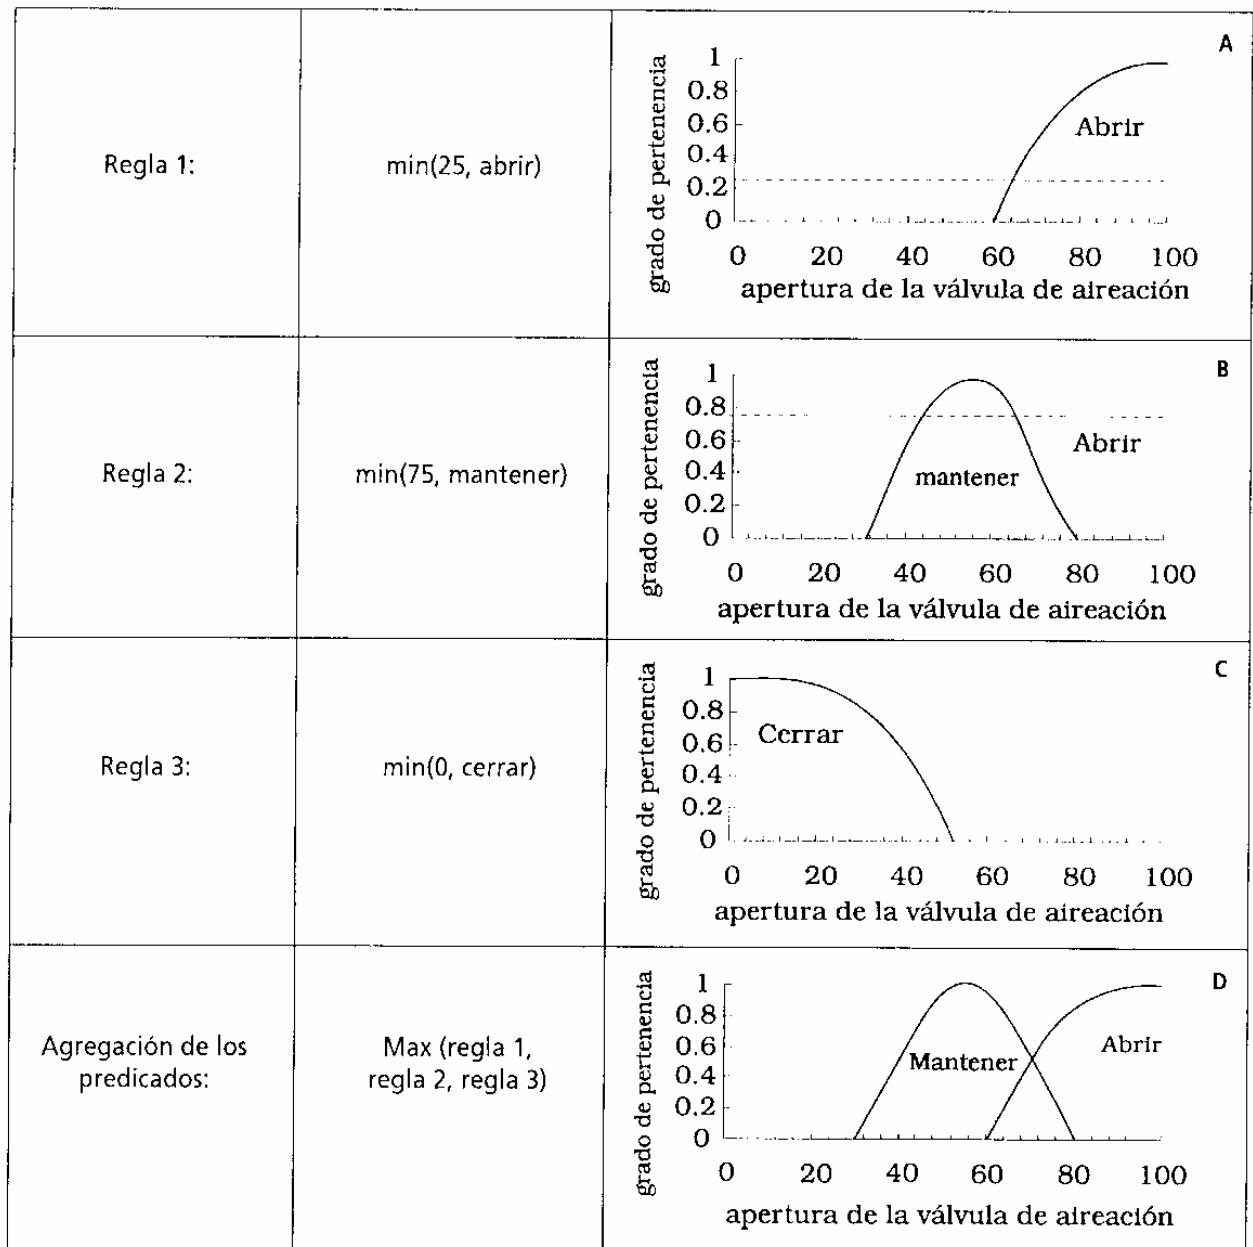 Regla 1:
min(25, abrir)
A
grado de pertenencia
1
0.8
0.6
0.4
0.2
0
Abrir
0 20 40 60 80 100
apertura de la válvula de aireación
Regla 2:
min(75, mantener)
B
grado de pertenencia
1
0.8
0.6
0.4
0.2
0
Abrir
mantener
0 20 40 60 80 100
apertura de la válvula de aireación
Regla 3:
min(0, cerrar)
C
grado de pertenencia
1
0.8
0.6
0.4
0.2
0
Cerrar
0 20 40 60 80 100
apertura de la válvula de aireación
Agregación de los
predicados:
Max (regla 1,
regla 2, regla 3)
D
grado de pertenencia
1
0.8
0.6
0.4
0.2
0
Mantener
Abrir
0 20 40 60 80 100
apertura de la válvula de aireación